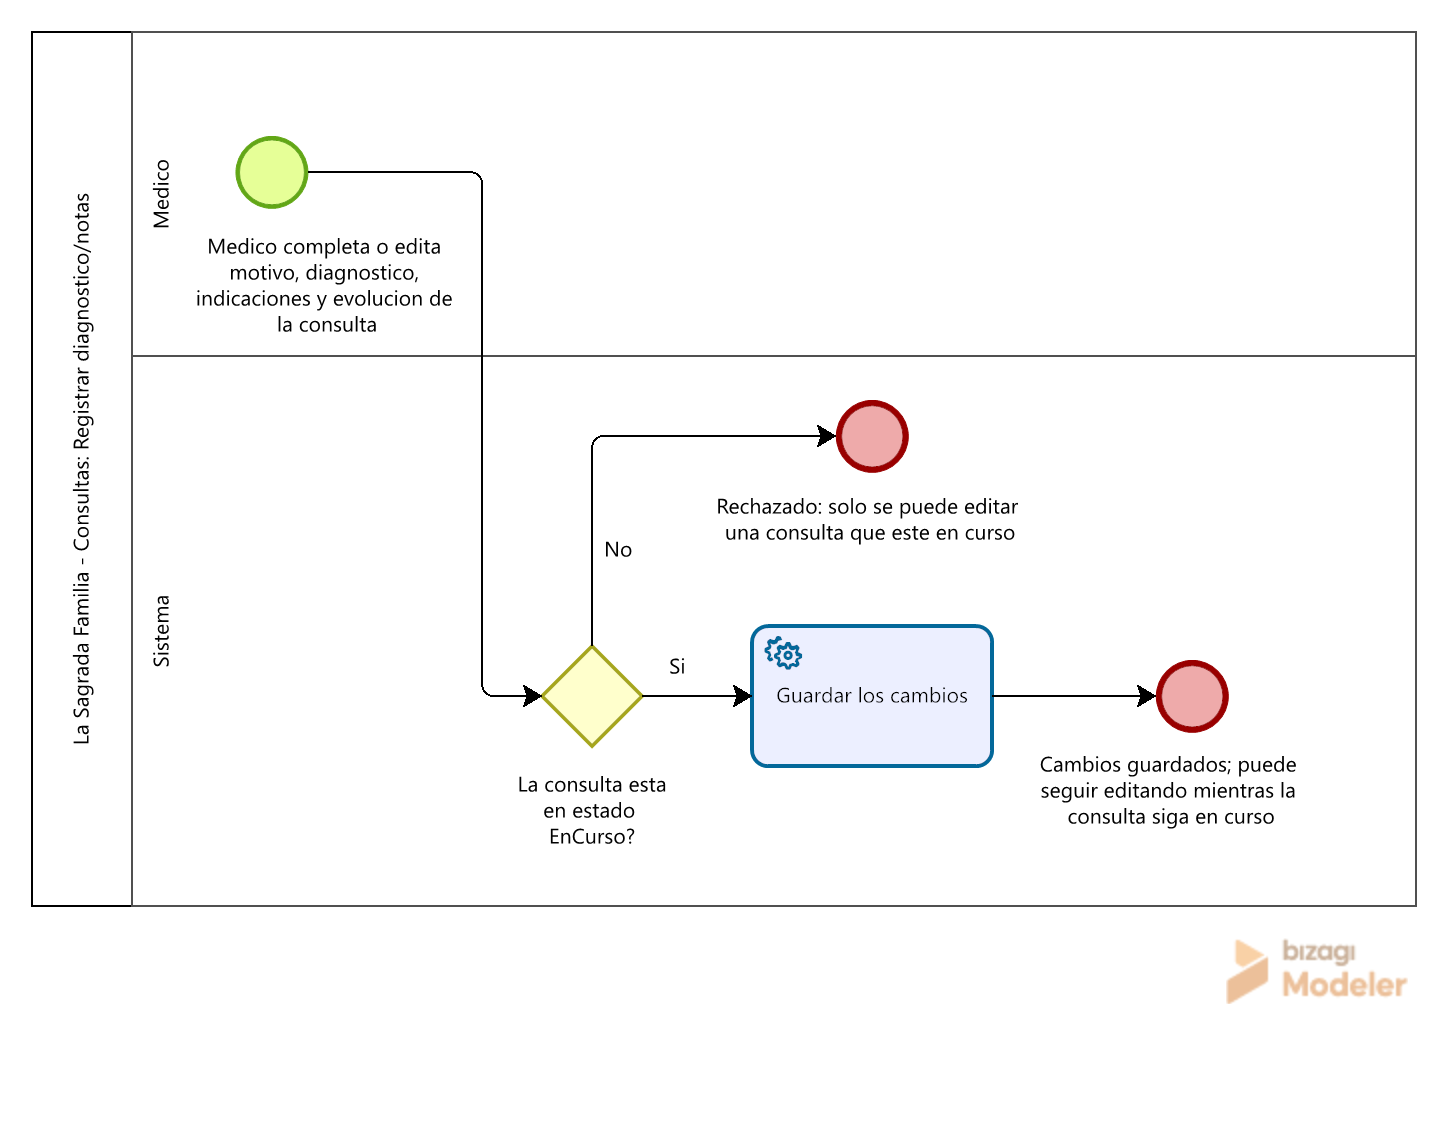 La Sagrada Familia - Consultas: Registrar diagnostico/notas
Medico
Medico completa o edita
motivo, diagnostico,
indicaciones y evolucion de
la consulta
Sistema
Rechazado: solo se puede editar
una consulta que este en curso
No
Si
Guardar los cambios
La consulta esta
en estado
EnCurso?
Cambios guardados; puede
seguir editando mientras la
consulta siga en curso
bizagi
Modeler